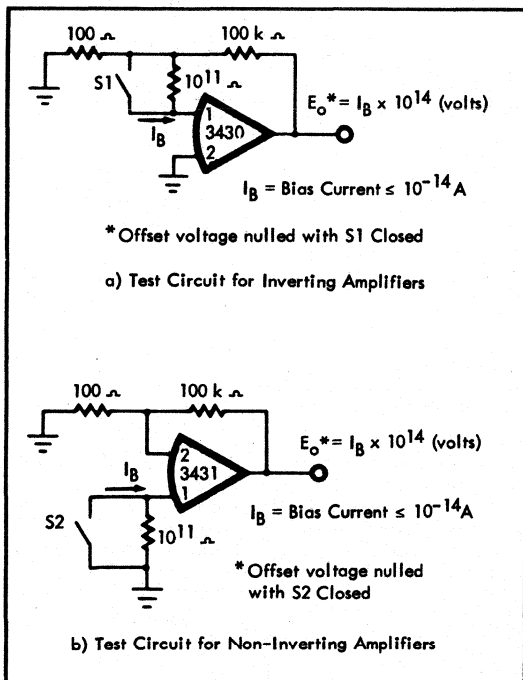 100 Ω
100 k Ω
S1
10¹¹ Ω
I_B
1
3430
2
E_o* = I_B x 10¹⁴ (volts)
I_B = Bias Current ≤ 10⁻¹⁴A
*Offset voltage nulled with S1 Closed
a) Test Circuit for Inverting Amplifiers
100 Ω
100 k Ω
2
3431
1
I_B
S2
10¹¹ Ω
E_o* = I_B x 10¹⁴ (volts)
I_B = Bias Current ≤ 10⁻¹⁴A
*Offset voltage nulled
with S2 Closed
b) Test Circuit for Non-Inverting Amplifiers